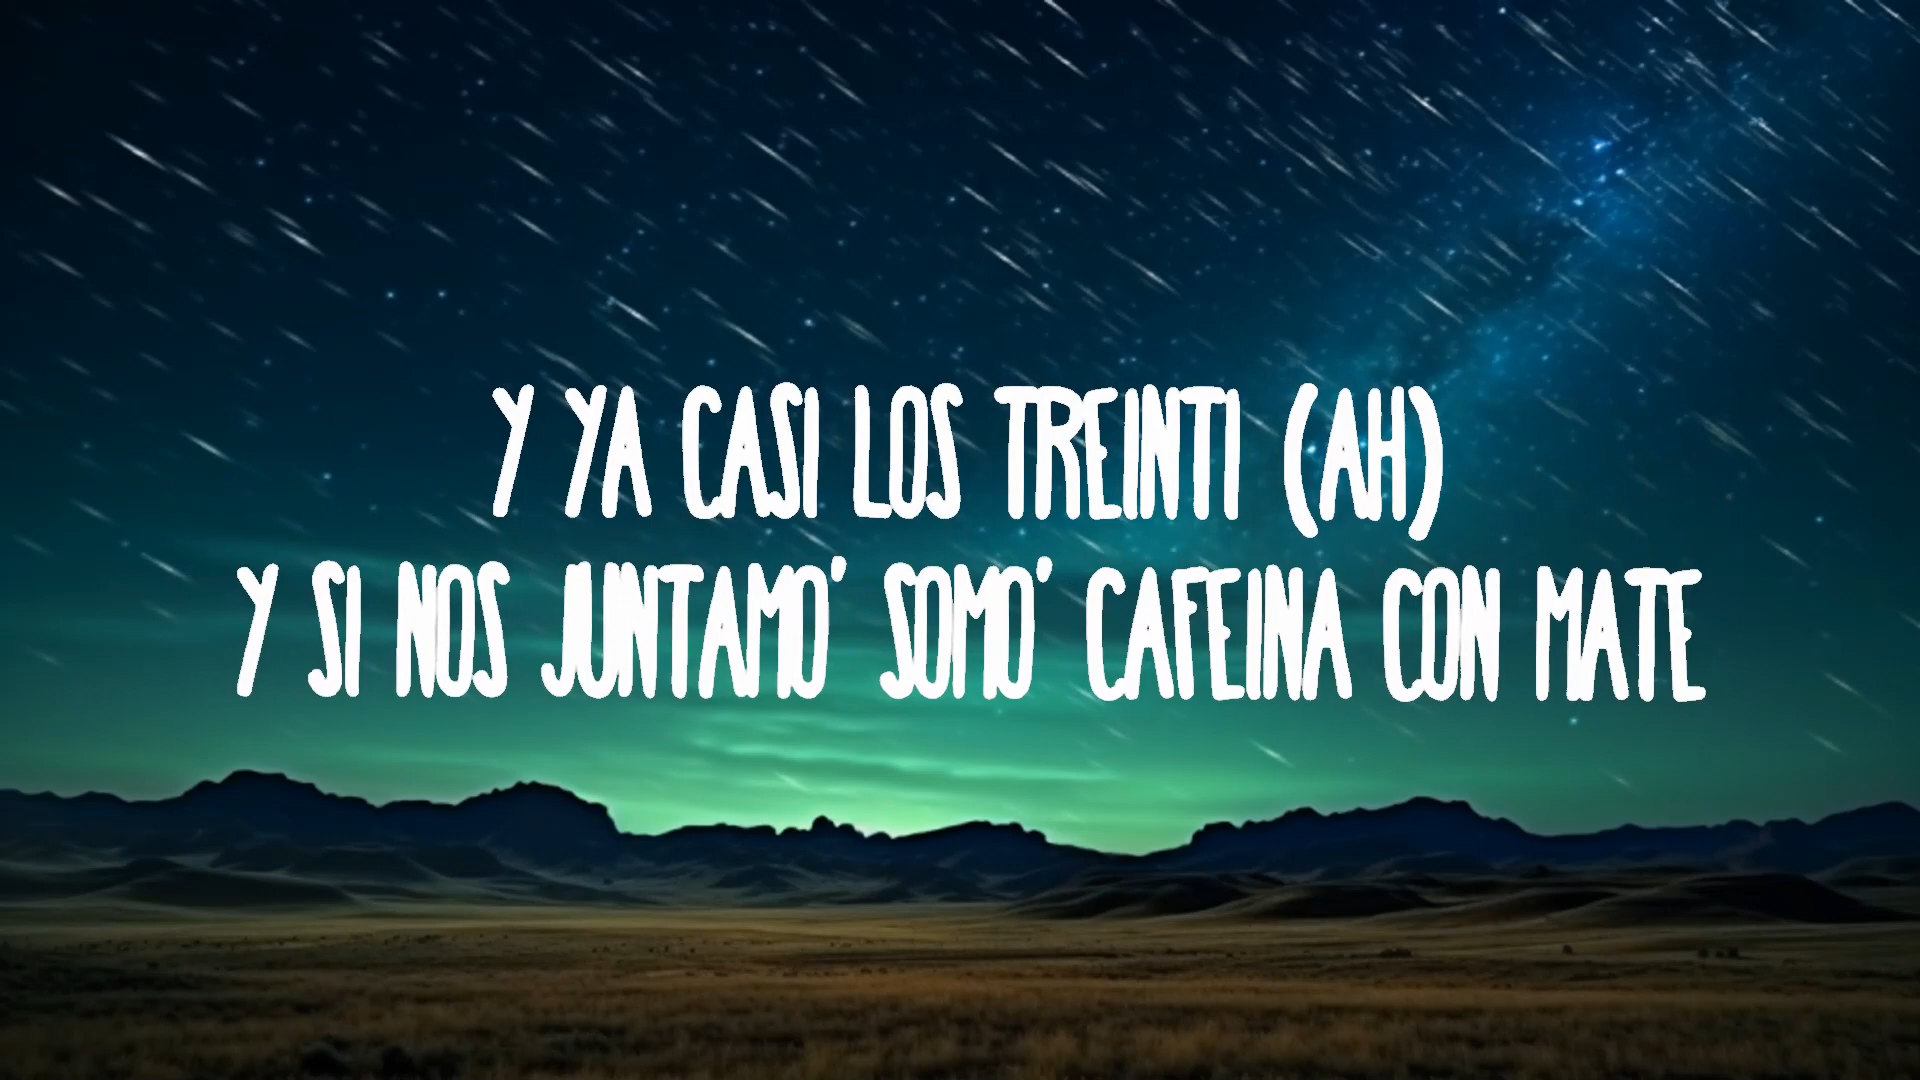 Y YA CASI LOS TREINTI (AH)
Y SI NOS JUNTAMO' SOMO' CAFEINA CON MATE